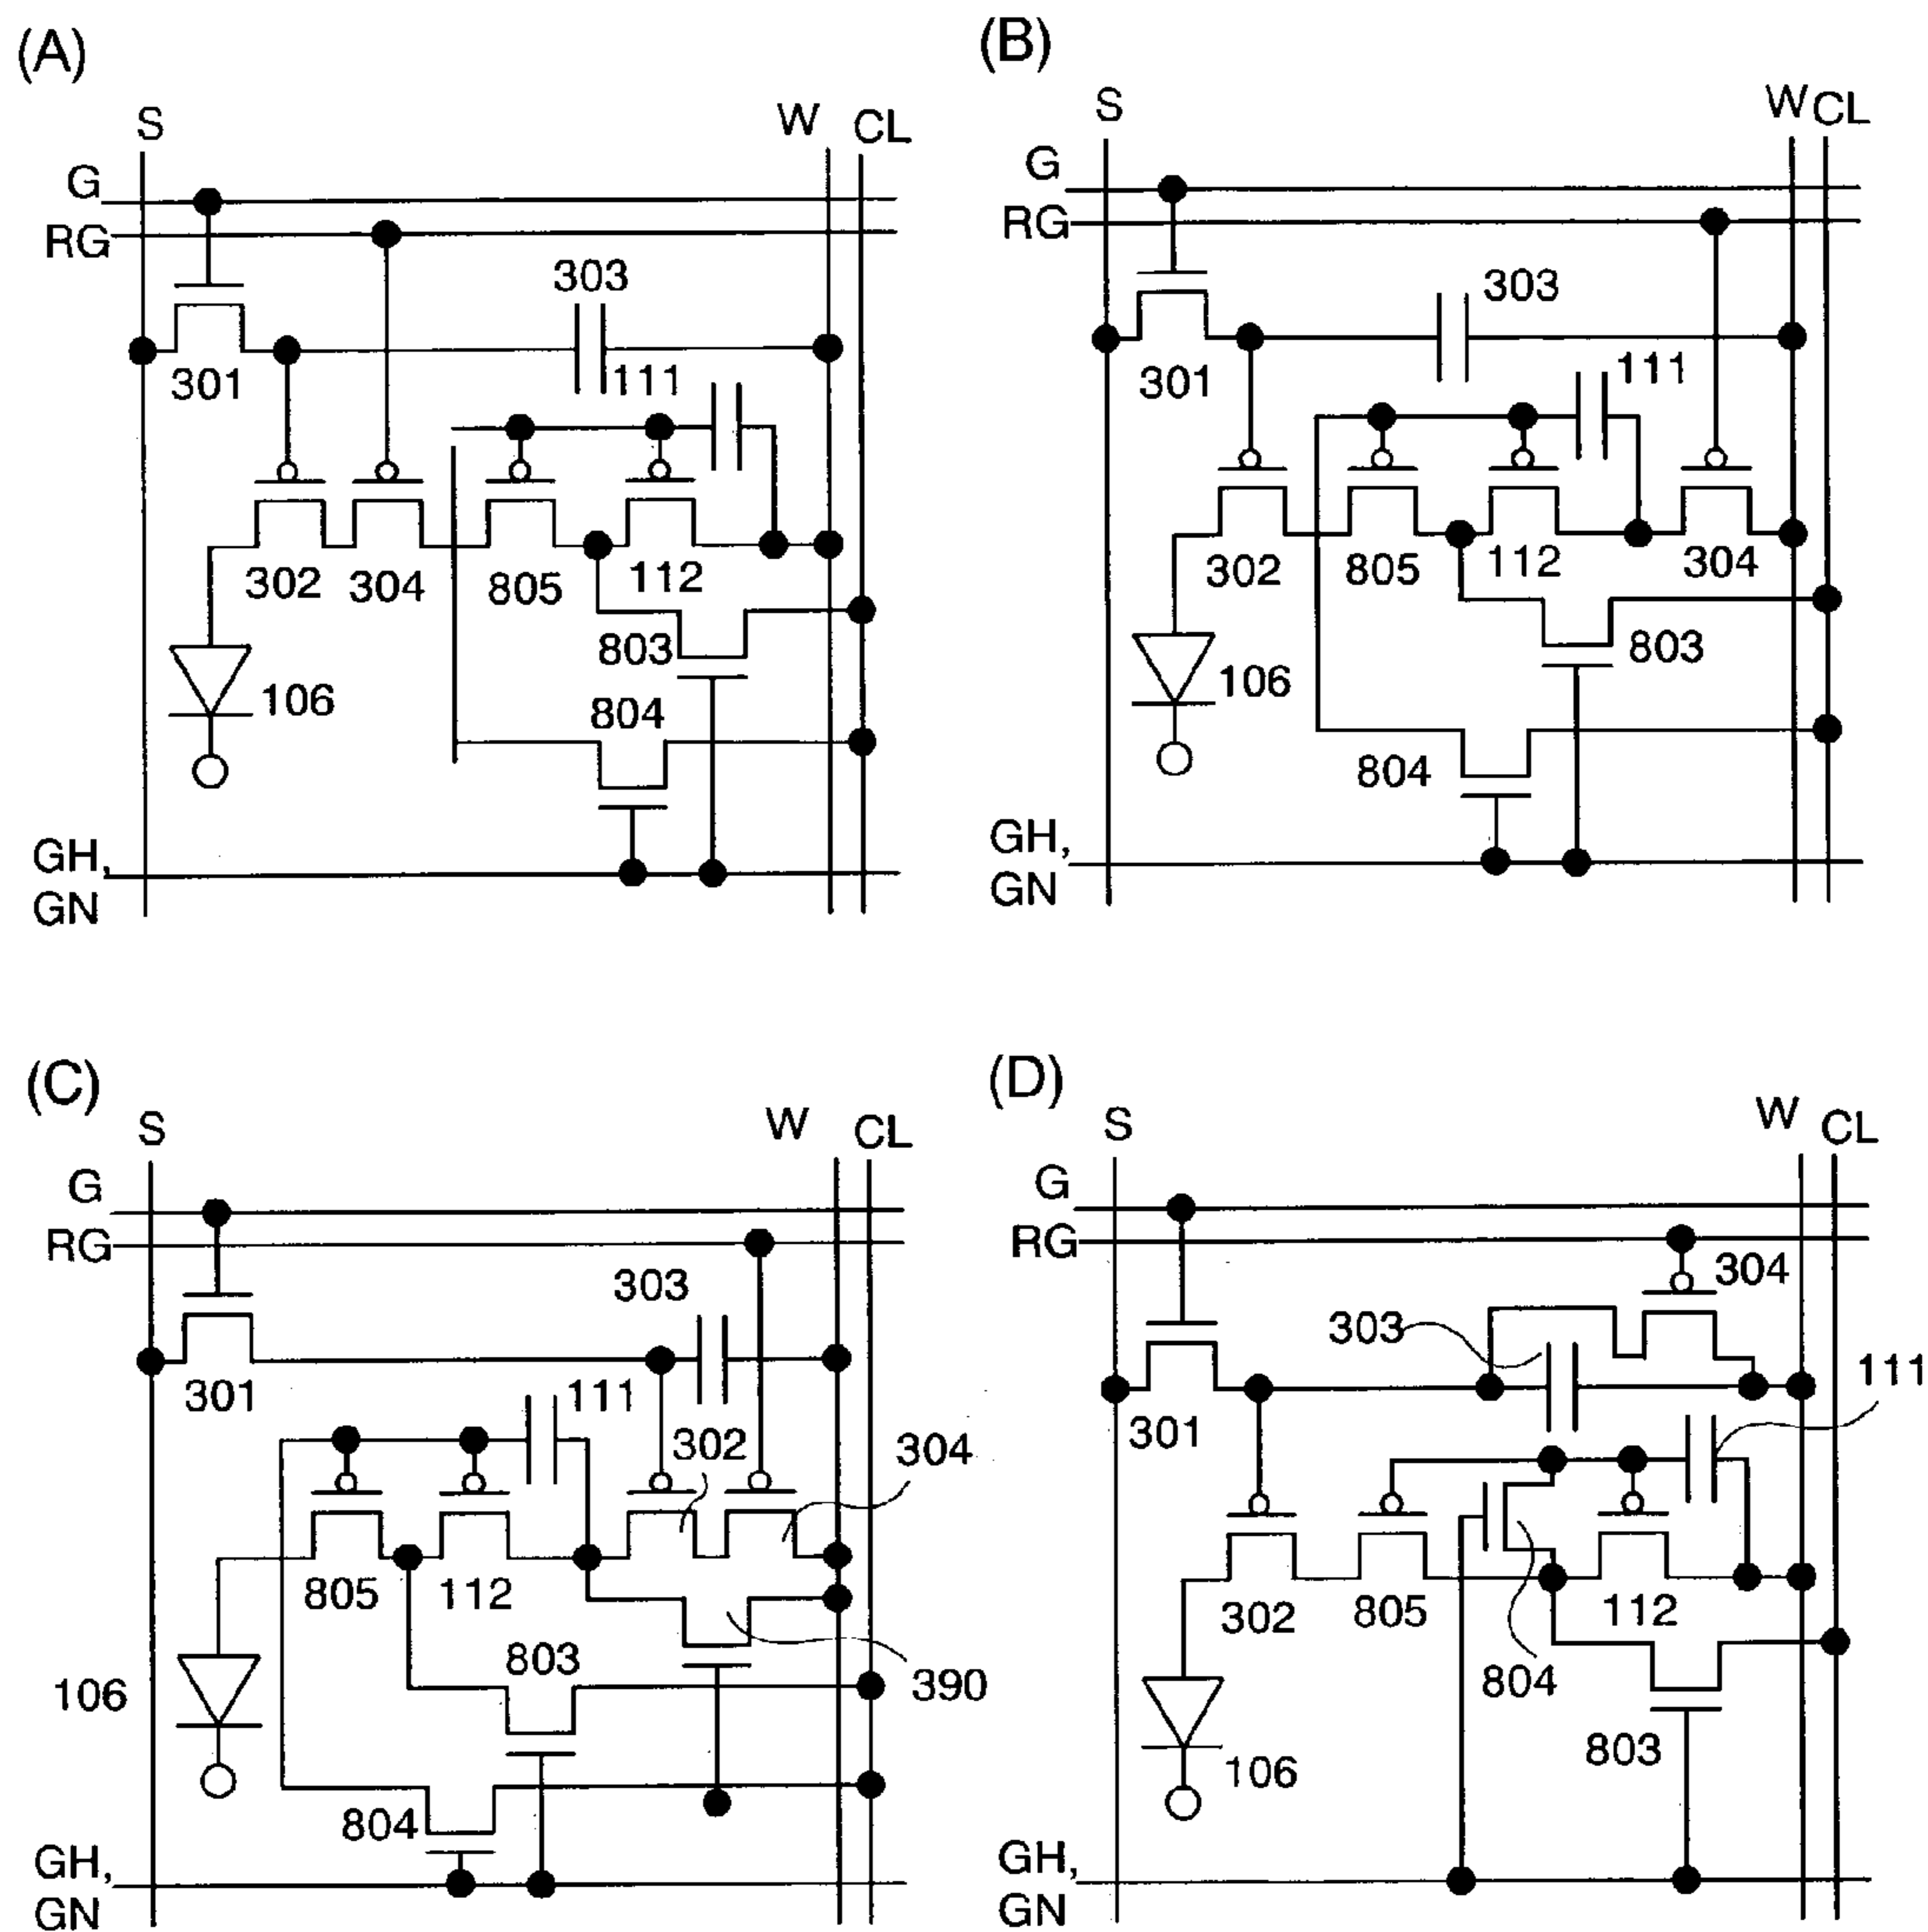 (A)
S
W
CL
G
RG
303
301
111
302
304
805
112
803
106
804
GH,
GN
(B)
S
W
CL
G
RG
303
301
111
302
805
112
304
803
106
804
GH,
GN
(C)
S
W
CL
G
RG
303
301
111
302
304
805
112
803
106
390
804
GH,
GN
(D)
S
W
CL
G
RG
304
303
111
301
302
805
112
804
803
106
GH,
GN